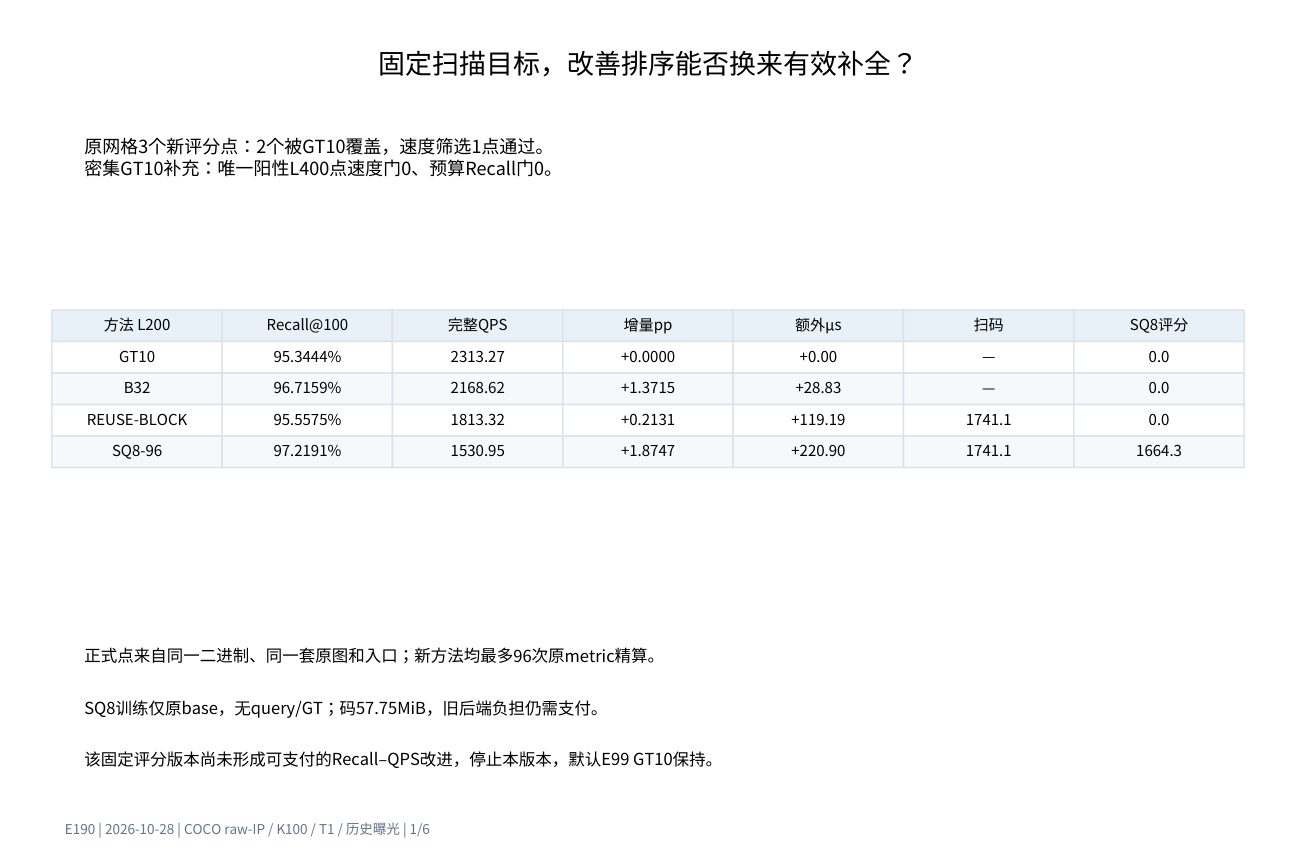 固定扫描目标，改善排序能否换来有效补全？
原网格3个新评分点：2个被GT10覆盖，速度筛选1点通过。
密集GT10补充：唯一阳性L400点速度门0、预算Recall门0。
方法 L200 Recall@100 完整QPS 增量pp 额外μs 扫码 SQ8评分
GT10 95.3444% 2313.27 +0.0000 +0.00 — 0.0
B32 96.7159% 2168.62 +1.3715 +28.83 — 0.0
REUSE-BLOCK 95.5575% 1813.32 +0.2131 +119.19 1741.1 0.0
SQ8-96 97.2191% 1530.95 +1.8747 +220.90 1741.1 1664.3
正式点来自同一二进制、同一套原图和入口；新方法均最多96次原metric精算。
SQ8训练仅原base，无query/GT；码57.75MiB，旧后端负担仍需支付。
该固定评分版本尚未形成可支付的Recall–QPS改进，停止本版本，默认E99 GT10保持。
E190 | 2026-10-28 | COCO raw-IP / K100 / T1 / 历史曝光 | 1/6